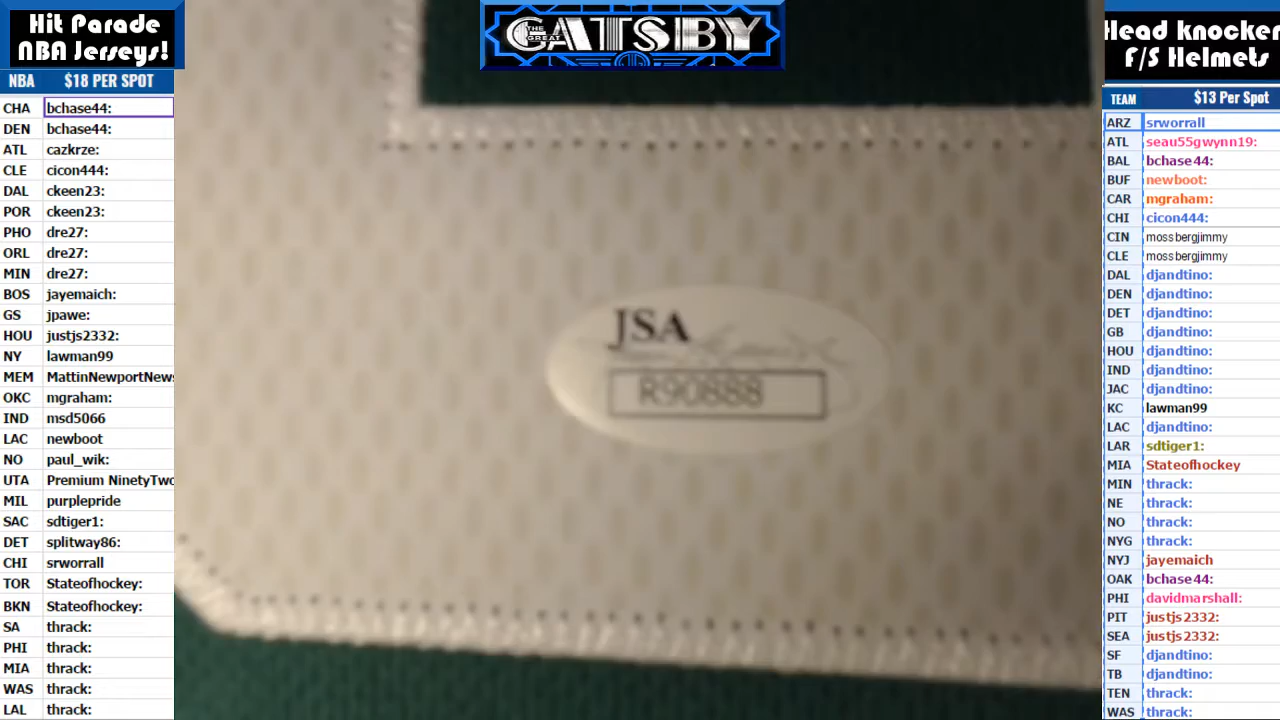 Hit Parade
NBA Jerseys!
NBA $18 PER SPOT
CHA bchase44:
DEN bchase44:
ATL cazkrze:
CLE cicon444:
DAL ckeen23:
POR ckeen23:
PHO dre27:
ORL dre27:
MIN dre27:
BOS jayemaich:
GS jpawe:
HOU justjs2332:
NY lawman99
MEM MattinNewportNews
OKC mgraham:
IND msd5066
LAC newboot
NO paul_wik:
UTA Premium NinetyTwo
MIL purplepride
SAC sdtiger1:
DET splitway86:
CHI srworrall
TOR Stateofhockey:
BKN Stateofhockey:
SA thrack:
PHI thrack:
MIA thrack:
WAS thrack:
LAL thrack:
THE GREAT GATSBY
JSA
R90888
Head knocker
F/S Helmets
TEAM $13 Per Spot
ARZ srworrall
ATL seau55gwynn19:
BAL bchase44:
BUF newboot:
CAR mgraham:
CHI cicon444:
CIN mossbergjimmy
CLE mossbergjimmy
DAL djandtino:
DEN djandtino:
DET djandtino:
GB djandtino:
HOU djandtino:
IND djandtino:
JAC djandtino:
KC lawman99
LAC djandtino:
LAR sdtiger1:
MIA Stateofhockey
MIN thrack:
NE thrack:
NO thrack:
NYG thrack:
NYJ jayemaich
OAK bchase44:
PHI davidmarshall:
PIT justjs2332:
SEA justjs2332:
SF djandtino:
TB djandtino:
TEN thrack:
WAS thrack: